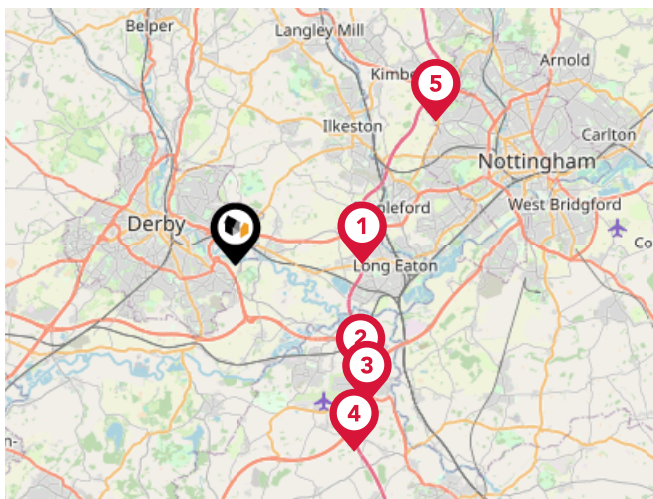 Belper
Langley Mill
Arnold
Kimbe
5
Ilkeston
Carlton
Nottingham
pleford
West Bridgford
Derby
1
Co
Long Eaton
2
3
4
n-